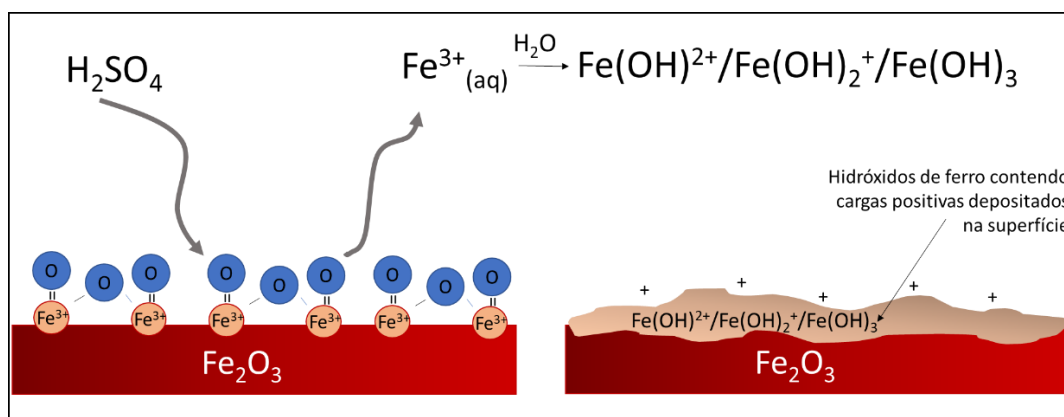 H₂SO₄
Fe³⁺(aq)
H₂O
Fe(OH)²⁺/Fe(OH)₂⁺/Fe(OH)₃
Hidróxidos de ferro contendo
cargas positivas depositados
na superfície
O O O O O O O O O
= = = = = =
Fe³⁺ Fe³⁺ Fe³⁺ Fe³⁺ Fe³⁺ Fe³⁺
Fe₂O₃
+ + + + +
Fe(OH)²⁺/Fe(OH)₂⁺/Fe(OH)₃
Fe₂O₃